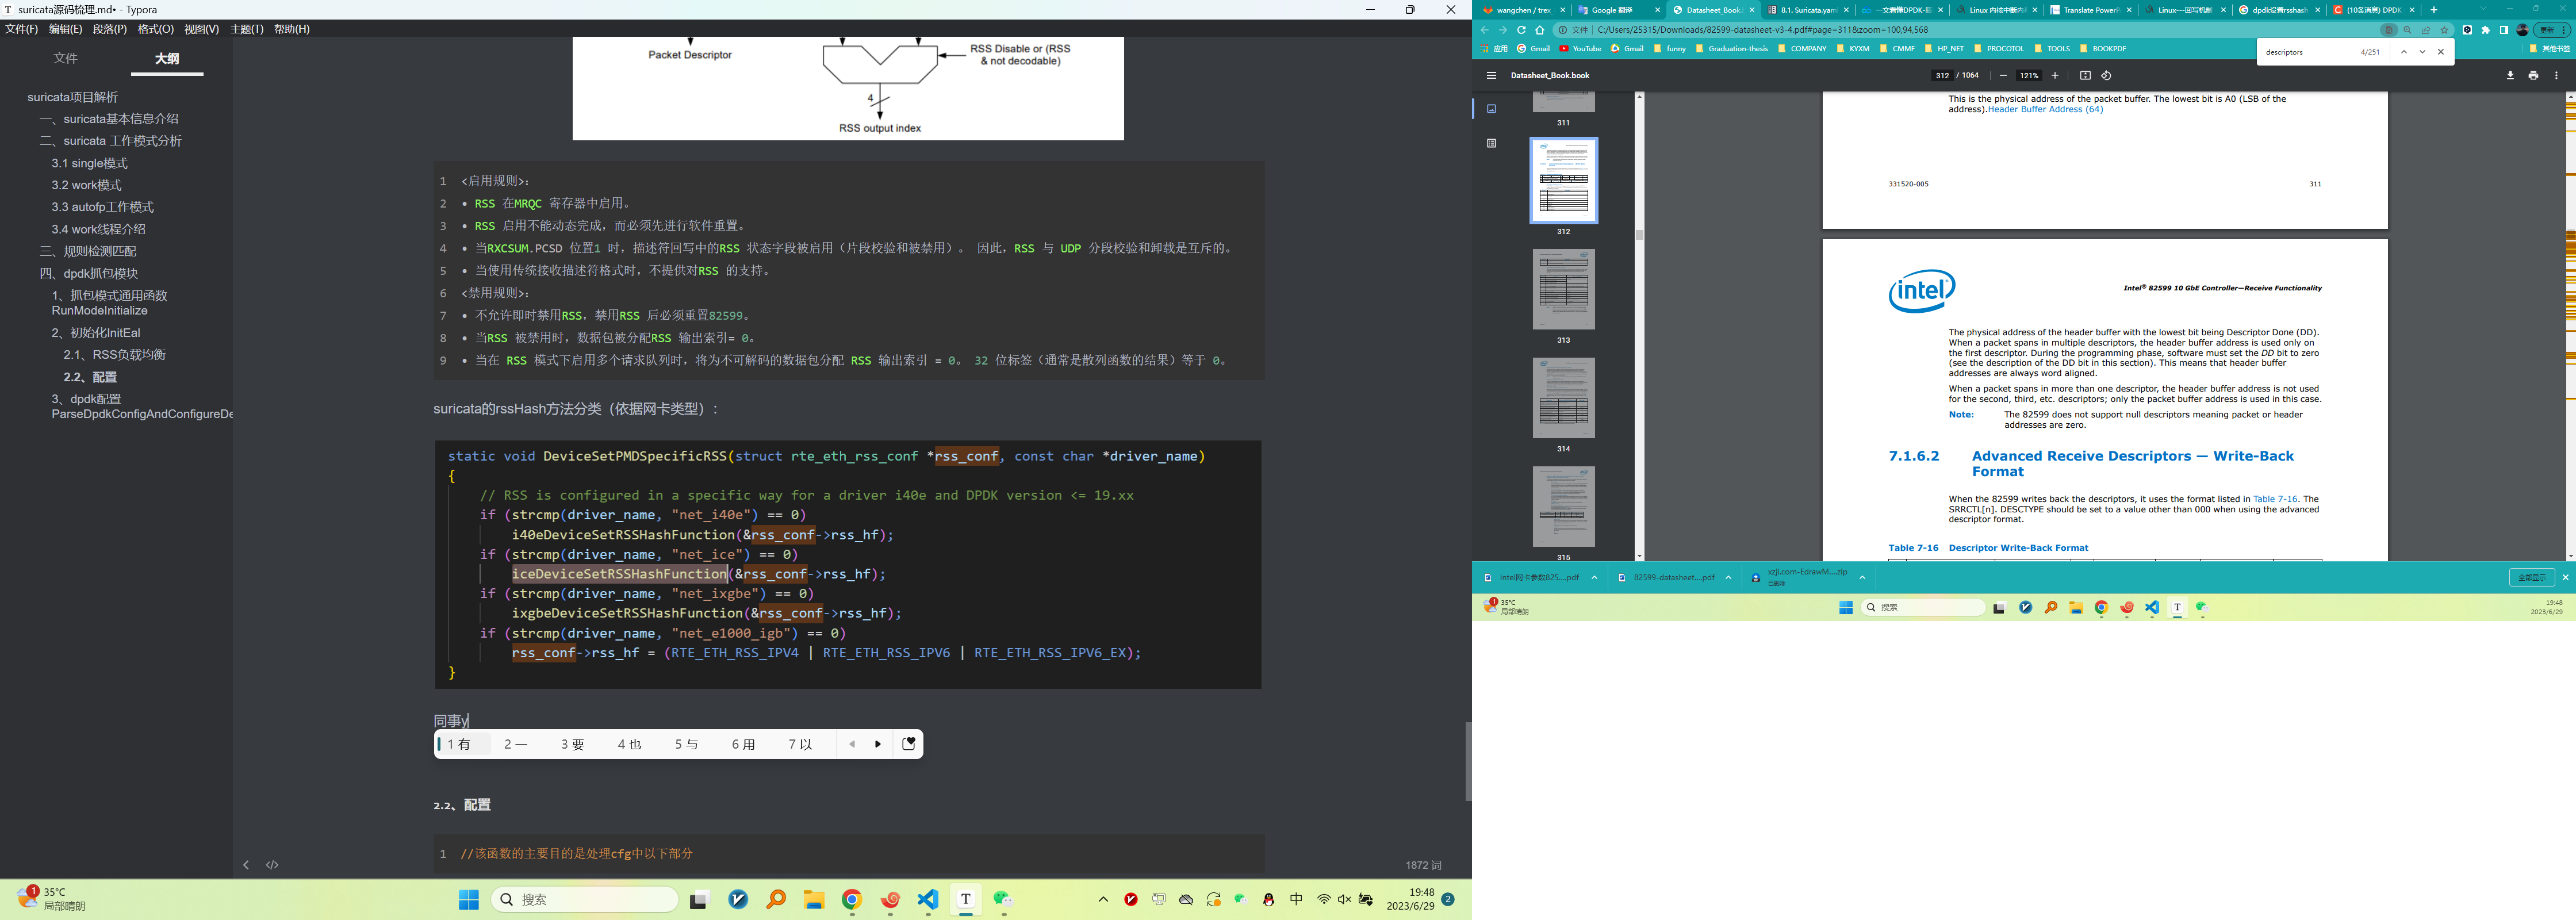 suricata源码梳理.md• - Typora
文件(F) 编辑(E) 段落(P) 格式(O) 视图(V) 主题(T) 帮助(H)
文件 大纲
suricata项目解析
一、suricata基本信息介绍
二、suricata 工作模式分析
3.1 single模式
3.2 work模式
3.3 autofp工作模式
3.4 work线程介绍
三、规则检测匹配
四、dpdk抓包模块
1、抓包模式通用函数
RunModeInitialize
2、初始化InitEal
2.1、RSS负载均衡
2.2、配置
3、dpdk配置
ParseDpdkConfigAndConfigureDe
Packet Descriptor
RSS Disable or (RSS
& not decodable)
4
RSS output index
1 <启用规则>:
2 • RSS 在MRQC 寄存器中启用。
3 • RSS 启用不能动态完成，而必须先进行软件重置。
4 • 当RXCSUM.PCSD 位置1 时，描述符回写中的RSS 状态字段被启用（片段校验和被禁用）。 因此，RSS 与 UDP 分段校验和卸载是互斥的。
5 • 当使用传统接收描述符格式时，不提供对RSS 的支持。
6 <禁用规则>:
7 • 不允许即时禁用RSS，禁用RSS 后必须重置82599。
8 • 当RSS 被禁用时，数据包被分配RSS 输出索引= 0。
9 • 当在 RSS 模式下启用多个请求队列时，将为不可解码的数据包分配 RSS 输出索引 = 0。 32 位标签（通常是散列函数的结果）等于 0。
suricata的rssHash方法分类（依据网卡类型）:
static void DeviceSetPMDSpecificRSS(struct rte_eth_rss_conf *rss_conf, const char *driver_name)
{
// RSS is configured in a specific way for a driver i40e and DPDK version <= 19.xx
if (strcmp(driver_name, "net_i40e") == 0)
i40eDeviceSetRSSHashFunction(&rss_conf->rss_hf);
if (strcmp(driver_name, "net_ice") == 0)
iceDeviceSetRSSHashFunction(&rss_conf->rss_hf);
if (strcmp(driver_name, "net_ixgbe") == 0)
ixgbeDeviceSetRSSHashFunction(&rss_conf->rss_hf);
if (strcmp(driver_name, "net_e1000_igb") == 0)
rss_conf->rss_hf = (RTE_ETH_RSS_IPV4 | RTE_ETH_RSS_IPV6 | RTE_ETH_RSS_IPV6_EX);
}
同事y
1 有 2 一 3 要 4 也 5 与 6 用 7 以
2.2、配置
1 //该函数的主要目的是处理cfg中以下部分
1872 词
1 35°C
局部晴朗
搜索
中
19:48
2023/6/29
2
wangchen / trex Google 翻译 Datasheet_Book. 8.1. Suricata.yaml 一文看懂DPDK- Linux 内核中断内 Translate PowerP Linux---回写机制 dpdk设置rsshash (10条消息) DPDK
文件 C:/Users/25315/Downloads/82599-datasheet-v3-4.pdf#page=311&zoom=100,94,568 更新
应用 Gmail YouTube Gmail funny Graduation-thesis COMPANY KYXM CMMF HP_NET PROCOTOL TOOLS BOOKPDF 其他书签
descriptors 4/251
Datasheet_Book.book 312 / 1064 121%
311
312
313
314
315
This is the physical address of the packet buffer. The lowest bit is A0 (LSB of the
address).Header Buffer Address (64)
331520-005 311
intel
Intel® 82599 10 GbE Controller—Receive Functionality
The physical address of the header buffer with the lowest bit being Descriptor Done (DD).
When a packet spans in multiple descriptors, the header buffer address is used only on
the first descriptor. During the programming phase, software must set the DD bit to zero
(see the description of the DD bit in this section). This means that header buffer
addresses are always word aligned.
When a packet spans in more than one descriptor, the header buffer address is not used
for the second, third, etc. descriptors; only the packet buffer address is used in this case.
Note: The 82599 does not support null descriptors meaning packet or header
addresses are zero.
7.1.6.2 Advanced Receive Descriptors — Write-Back
Format
When the 82599 writes back the descriptors, it uses the format listed in Table 7-16. The
SRRCTL[n]. DESCTYPE should be set to a value other than 000 when using the advanced
descriptor format.
Table 7-16 Descriptor Write-Back Format
intel网卡参数825....pdf 82599-datasheet....pdf xzji.com-EdrawM....zip
已删除
全部显示
1 35°C
局部晴朗
搜索
19:48
2023/6/29